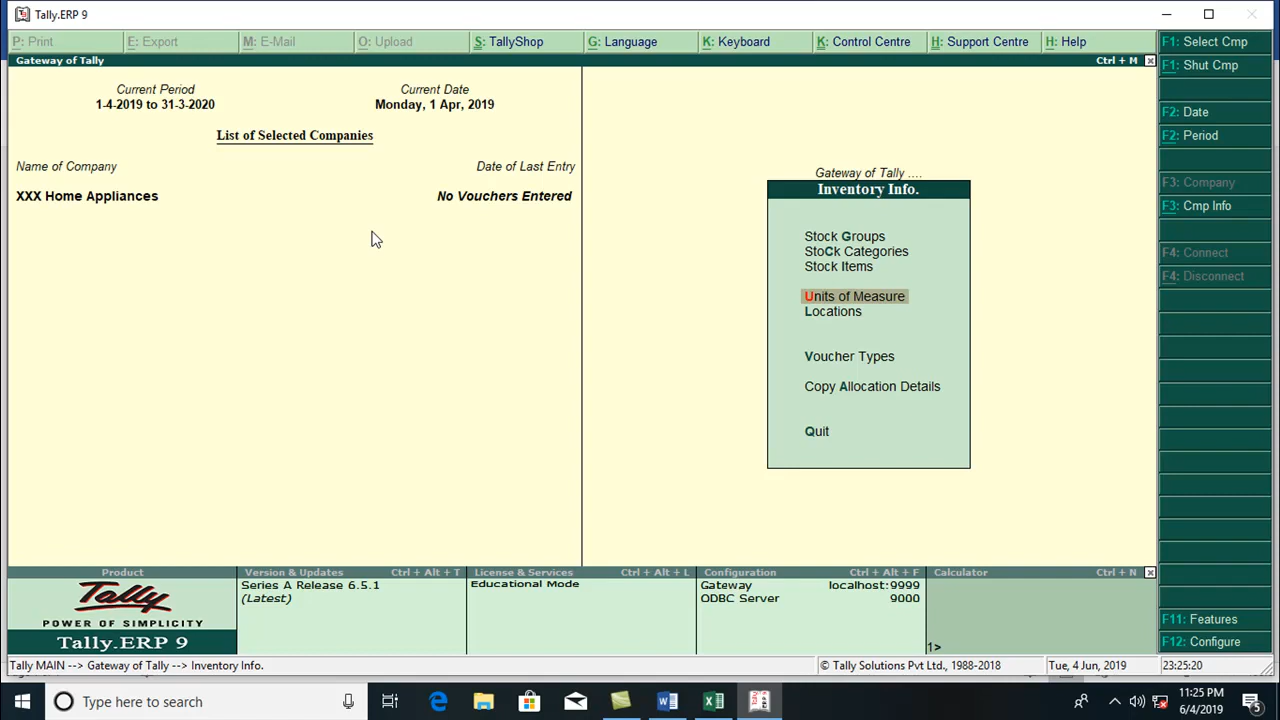 Tally.ERP 9
P: Print
E: Export
M: E-Mail
O: Upload
S: TallyShop
G: Language
K: Keyboard
K: Control Centre
H: Support Centre
H: Help
Gateway of Tally
Ctrl + M
Current Period
1-4-2019 to 31-3-2020
Current Date
Monday, 1 Apr, 2019
List of Selected Companies
Name of Company
Date of Last Entry
XXX Home Appliances
No Vouchers Entered
Gateway of Tally ....
Inventory Info.
Stock Groups
StoCk Categories
Stock Items
Units of Measure
Locations
Voucher Types
Copy Allocation Details
Quit
F1: Select Cmp
F1: Shut Cmp
F2: Date
F2: Period
F3: Company
F3: Cmp Info
F4: Connect
F4: Disconnect
F11: Features
F12: Configure
Product
Tally
POWER OF SIMPLICITY
Tally.ERP 9
Version & Updates Ctrl + Alt + T
Series A Release 6.5.1
(Latest)
License & Services Ctrl + Alt + L
Educational Mode
Configuration Ctrl + Alt + F
Gateway localhost:9999
ODBC Server 9000
Calculator Ctrl + N
1>
Tally MAIN --> Gateway of Tally --> Inventory Info.
© Tally Solutions Pvt Ltd., 1988-2018
Tue, 4 Jun, 2019
23:25:20
Type here to search
11:25 PM
6/4/2019
5